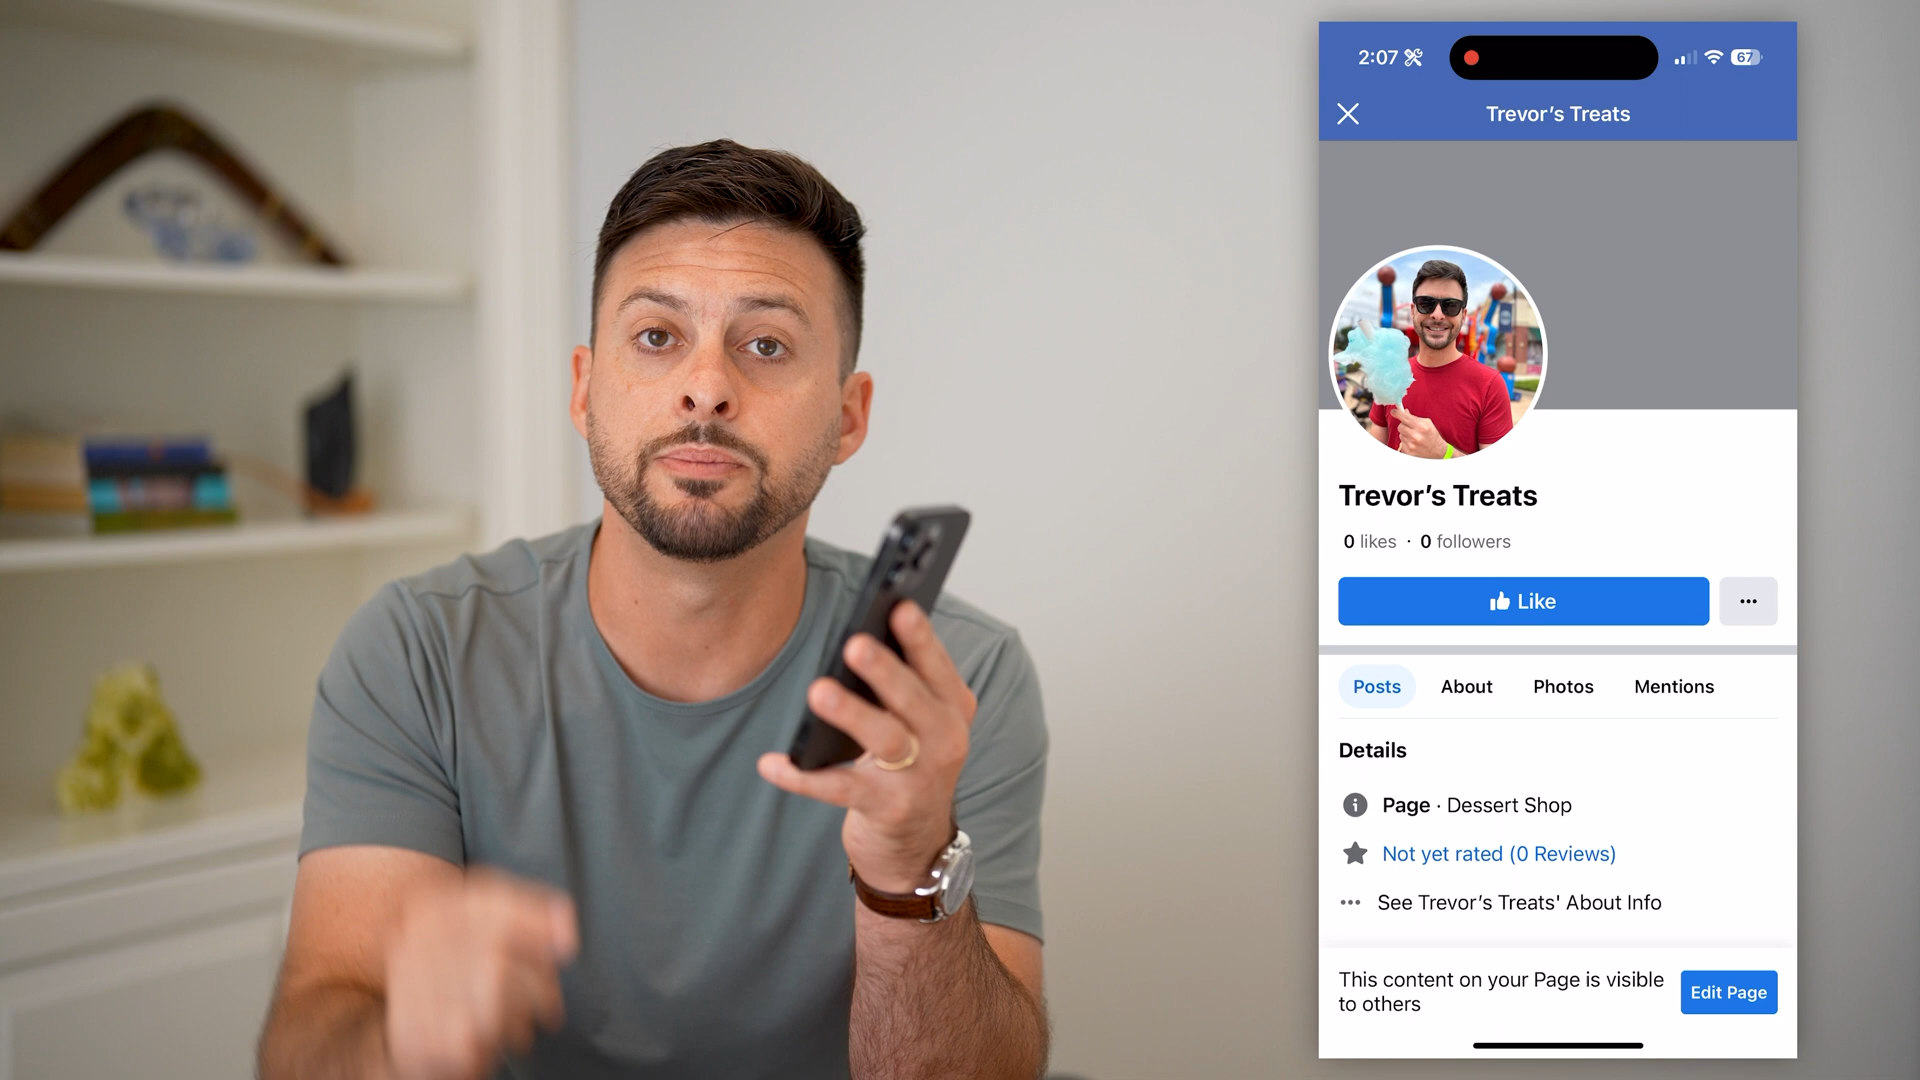 2:07
67
Trevor’s Treats
Trevor’s Treats
0 likes · 0 followers
Like
Posts About Photos Mentions
Details
Page · Dessert Shop
Not yet rated (0 Reviews)
See Trevor’s Treats' About Info
This content on your Page is visible
to others
Edit Page